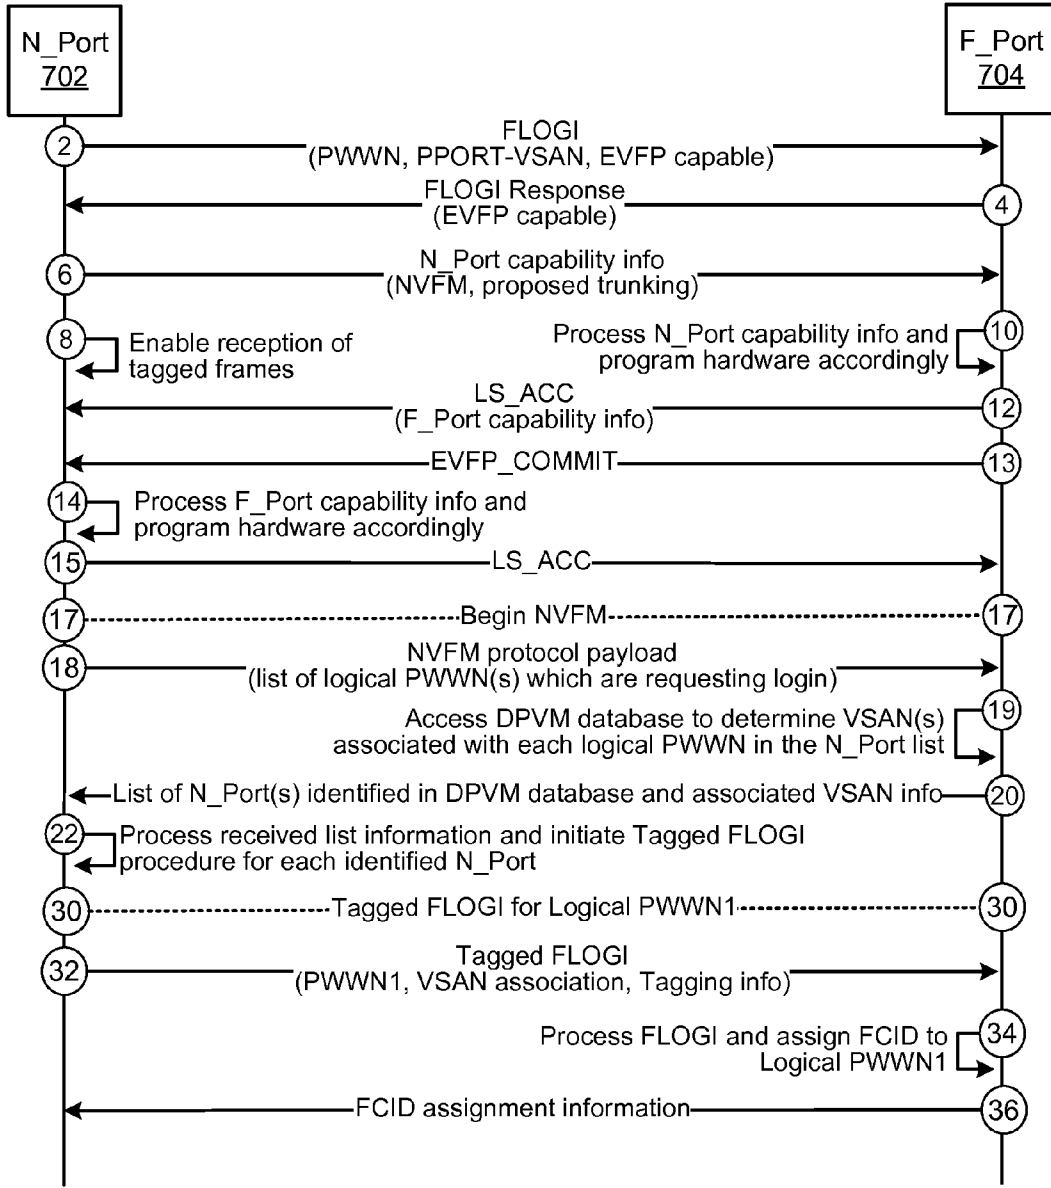 N_Port
702
F_Port
704
2
FLOGI
(PWWN, PPORT-VSAN, EVFP capable)
FLOGI Response
(EVFP capable)
4
6
N_Port capability info
(NVFM, proposed trunking)
8
Enable reception of
tagged frames
Process N_Port capability info and
program hardware accordingly
10
LS_ACC
(F_Port capability info)
12
EVFP_COMMIT
13
14
Process F_Port capability info and
program hardware accordingly
15
LS_ACC
17
Begin NVFM
17
18
NVFM protocol payload
(list of logical PWWN(s) which are requesting login)
Access DPVM database to determine VSAN(s)
associated with each logical PWWN in the N_Port list
19
List of N_Port(s) identified in DPVM database and associated VSAN info
20
22
Process received list information and initiate Tagged FLOGI
procedure for each identified N_Port
30
Tagged FLOGI for Logical PWWN1
30
32
Tagged FLOGI
(PWWN1, VSAN association, Tagging info)
Process FLOGI and assign FCID to
Logical PWWN1
34
FCID assignment information
36